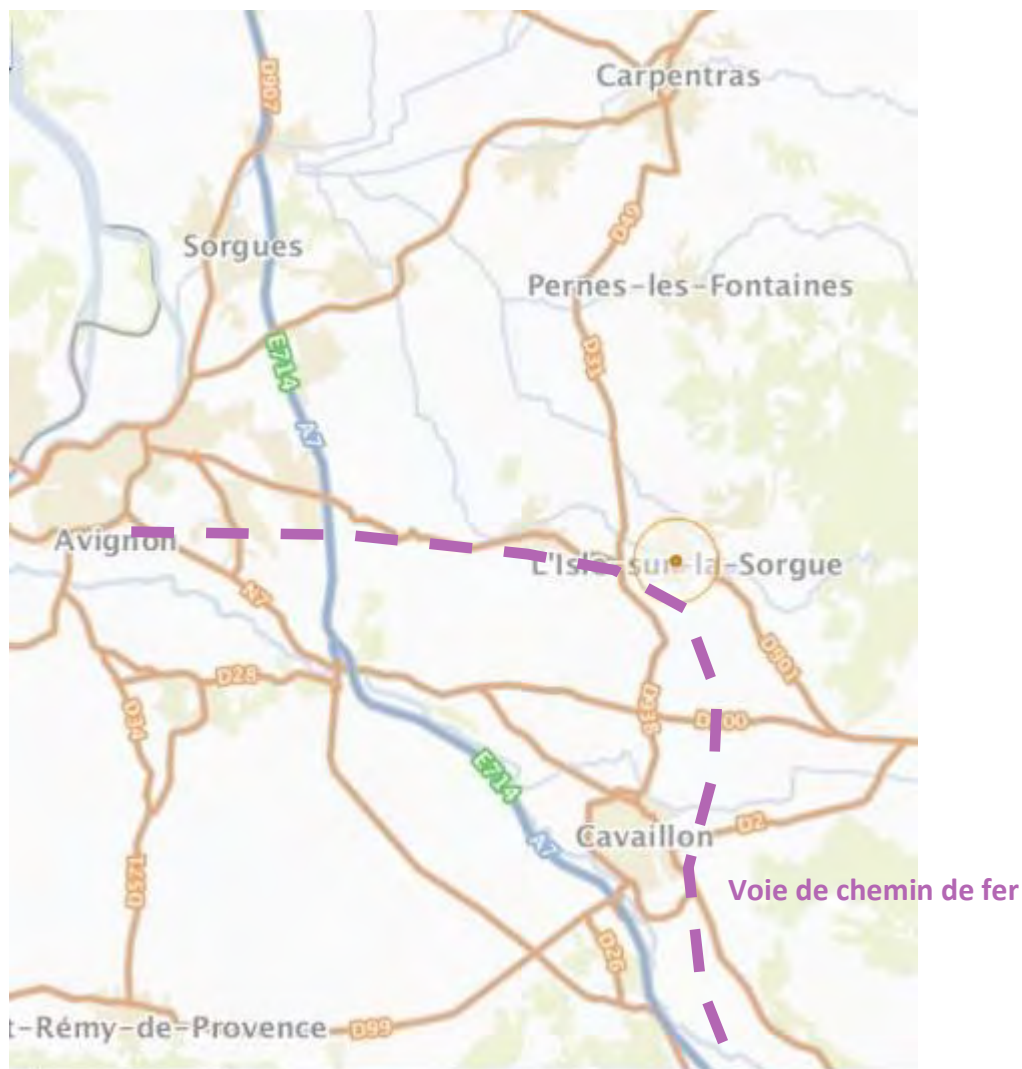 D907
Carpentras
D49
Sorgues
Pernes-les-Fontaines
E714
D31
A7
Avignon
L'Isle-sur-la-Sorgue
N7
D901
D28
D34
D938
D900
E714
D2
Cavaillon
A7
D571
Voie de chemin de fer
D26
t-Rémy-de-Provence
D99